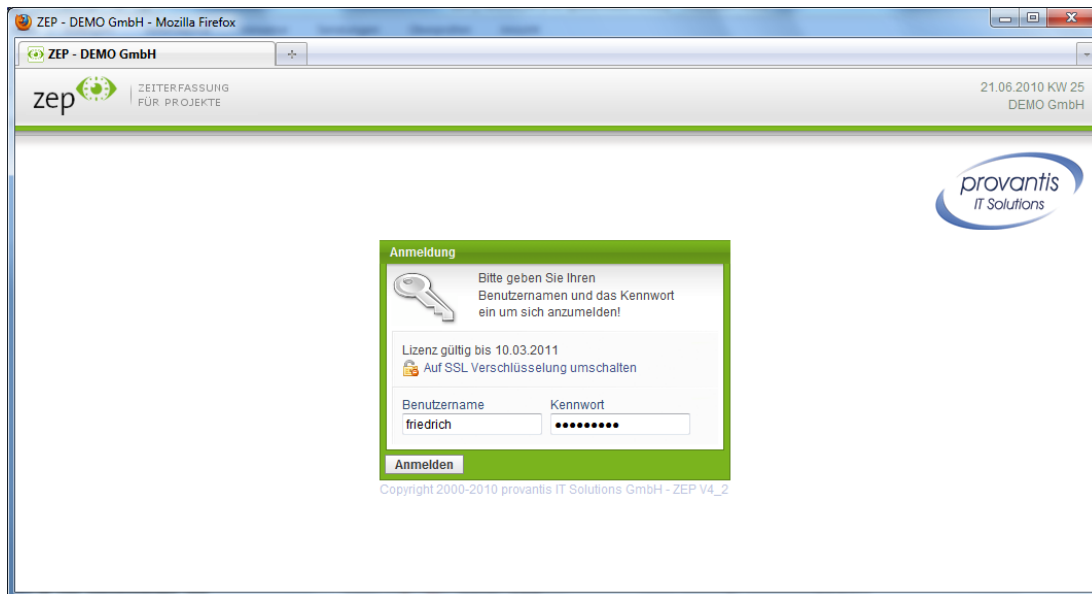 ZEP - DEMO GmbH - Mozilla Firefox
ZEP - DEMO GmbH
zep
ZEITERFASSUNG
FÜR PROJEKTE
21.06.2010 KW 25
DEMO GmbH
provantis
IT Solutions
Anmeldung
Bitte geben Sie Ihren
Benutzernamen und das Kennwort
ein um sich anzumelden!
Lizenz gültig bis 10.03.2011
Auf SSL Verschlüsselung umschalten
Benutzername Kennwort
friedrich •••••••••
Anmelden
Copyright 2000-2010 provantis IT Solutions GmbH - ZEP V4_2